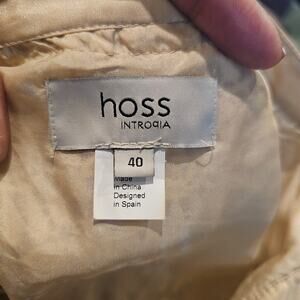 hoss
INTROPIA
40
Made
in China
Designed
in Spain